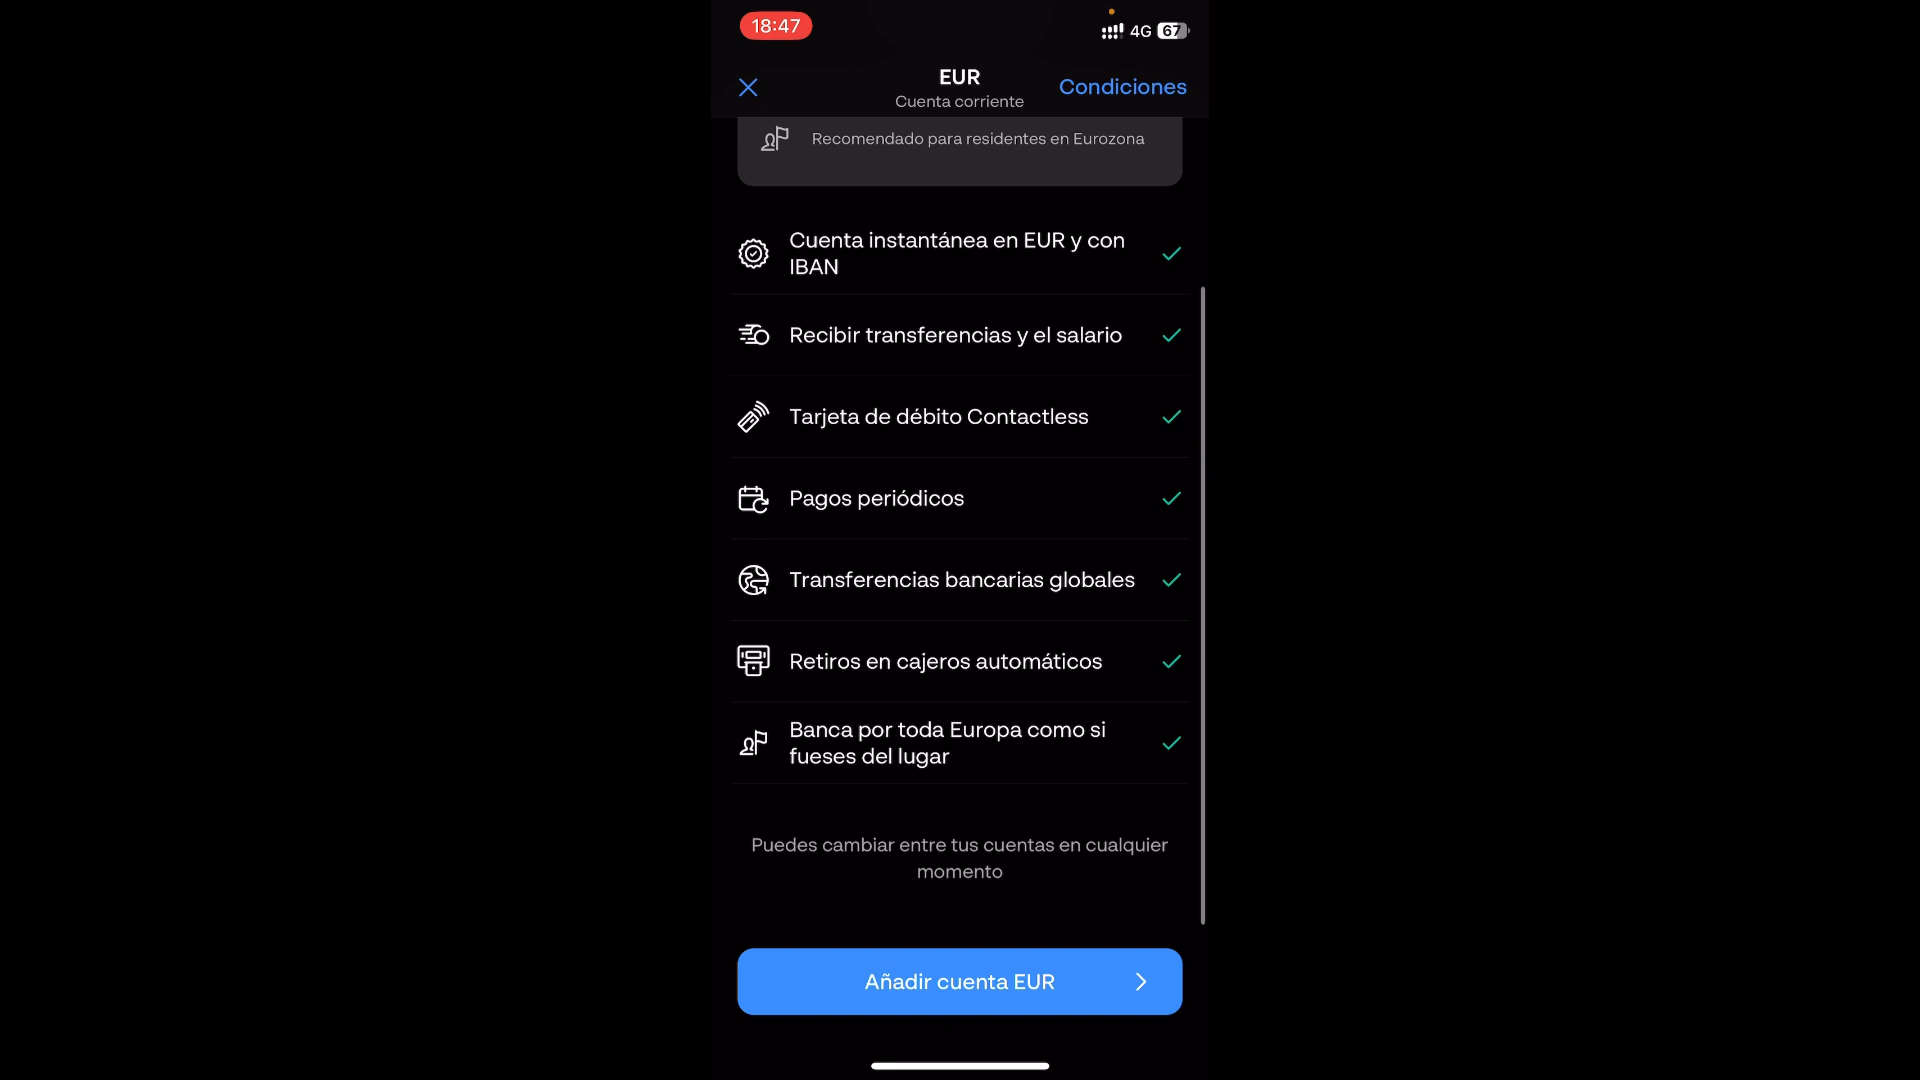 18:47
4G 67
EUR
Cuenta corriente
Condiciones
Recomendado para residentes en Eurozona
Cuenta instantánea en EUR y con
IBAN
Recibir transferencias y el salario
Tarjeta de débito Contactless
Pagos periódicos
Transferencias bancarias globales
Retiros en cajeros automáticos
Banca por toda Europa como si
fueses del lugar
Puedes cambiar entre tus cuentas en cualquier
momento
Añadir cuenta EUR